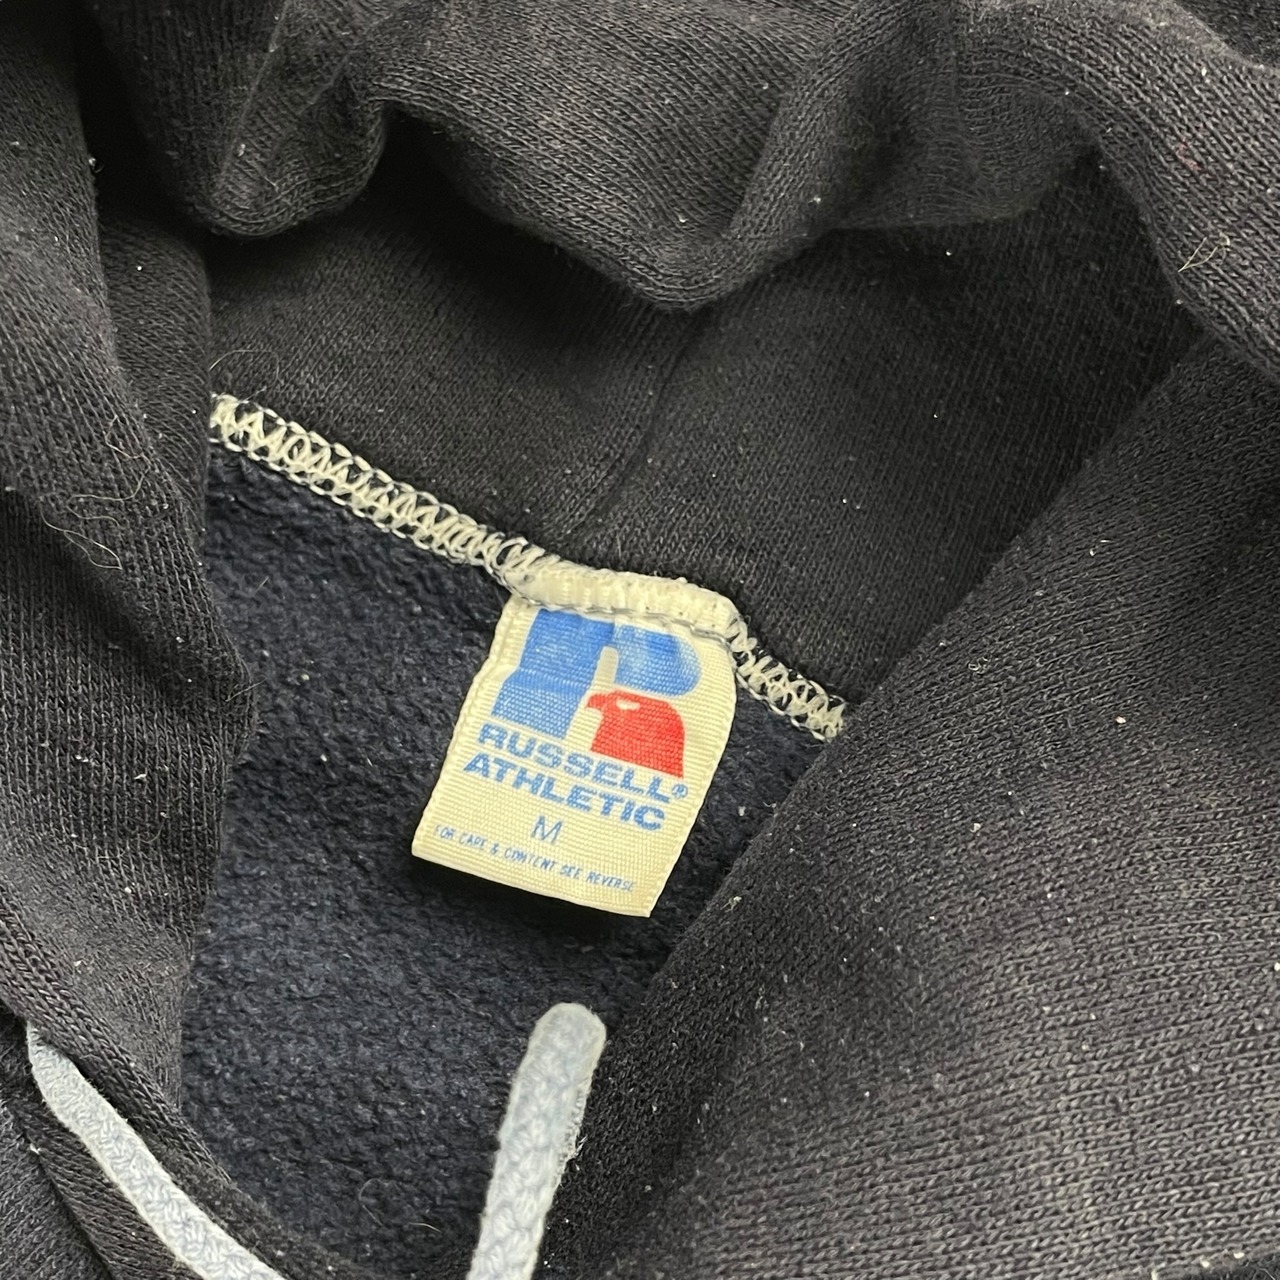 R
RUSSELL®
ATHLETIC
M
FOR CARE & CONTENT SEE REVERSE